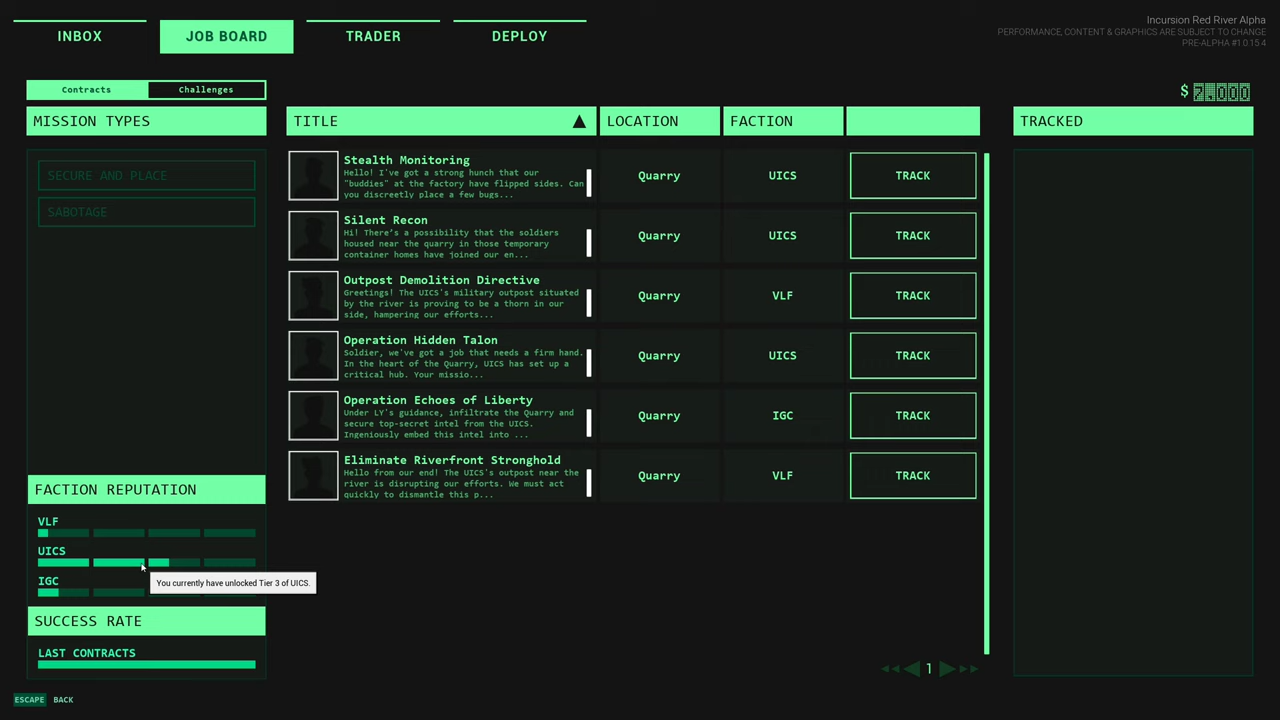 INBOX
JOB BOARD
TRADER
DEPLOY
Incursion Red River Alpha
PERFORMANCE, CONTENT & GRAPHICS ARE SUBJECT TO CHANGE
PRE-ALPHA #1.0.15.4
Contracts
Challenges
$
MISSION TYPES
TITLE
LOCATION
FACTION
TRACKED
SECURE AND PLACE
SABOTAGE
Stealth Monitoring
Hello! I've got a strong hunch that our
"buddies" at the factory have flipped sides. Can
you discreetly place a few bugs...
Quarry
UICS
TRACK
Silent Recon
Hi! There's a possibility that the soldiers
housed near the quarry in those temporary
container homes have joined our en...
Quarry
UICS
TRACK
Outpost Demolition Directive
Greetings! The UICS's military outpost situated
by the river is proving to be a thorn in our
side, hampering our efforts...
Quarry
VLF
TRACK
Operation Hidden Talon
Soldier, we've got a job that needs a firm hand.
In the heart of the Quarry, UICS has set up a
critical hub. Your missio...
Quarry
UICS
TRACK
Operation Echoes of Liberty
Under LY's guidance, infiltrate the Quarry and
secure top-secret intel from the UICS.
Ingeniously embed this intel into ...
Quarry
IGC
TRACK
Eliminate Riverfront Stronghold
Hello from our end! The UICS's outpost near the
river is disrupting our efforts. We must act
quickly to dismantle this p...
Quarry
VLF
TRACK
FACTION REPUTATION
VLF
UICS
IGC
You currently have unlocked Tier 3 of UICS.
SUCCESS RATE
LAST CONTRACTS
1
ESCAPE BACK